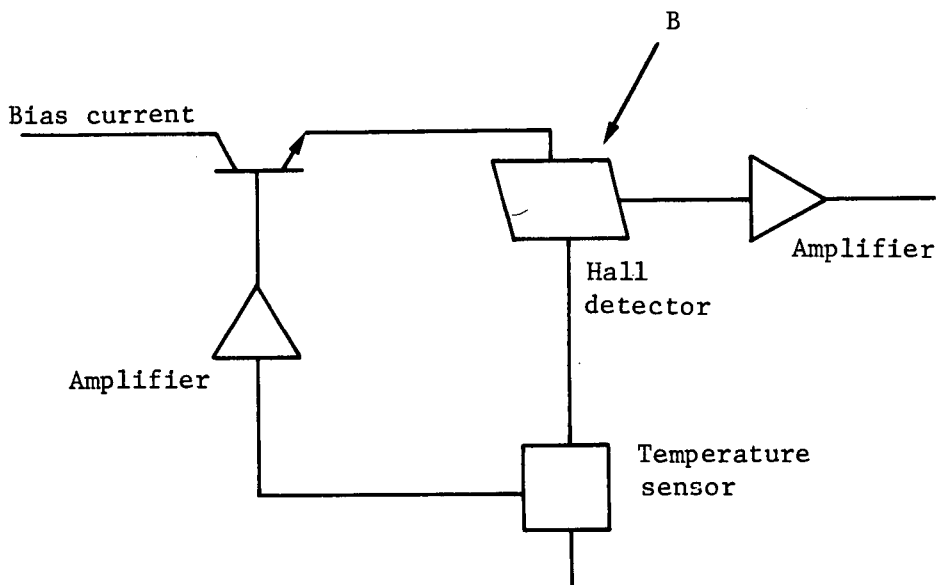 B
Bias current
Amplifier
Hall
detector
Amplifier
Temperature
sensor